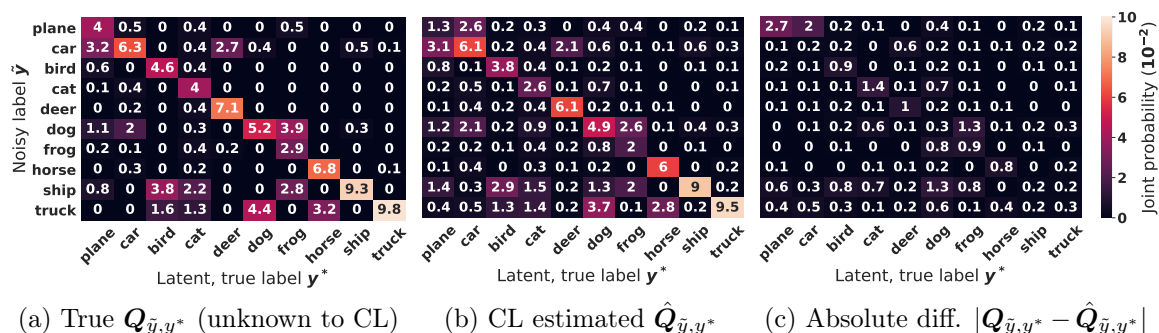 plane 4 0.5 0 0.4 0 0 0.5 0 0 0 1.3 2.6 0.2 0.3 0 0.4 0.6 0 0.2 0.1 2.7 2 0.2 0.1 0 0.4 0.1 0 0.2 0.1
car 3.2 6.3 0 0 2.7 0.4 0 0 0.5 0.1 3.1 6.1 0.2 0 2.1 0.6 0.1 0.1 0.6 0.3 0.1 0.2 0.2 0 0.6 0.2 0.1 0.1 0.2 0.2
bird 0.6 0 4.6 0.4 0 0 0 0 0 0 0.8 0.1 3.8 0.4 0 0.1 0.1 0 0.1 0.1 0.2 0.1 0.9 0 0 0.1 0.1 0 0.1 0.1
cat 0.1 0.4 0 4 0 0 0 0 0 0 0.2 0.5 0.1 2.6 0.1 0.7 0 0 0.1 0.1 0.1 0.1 0.1 1.4 0.1 0.7 0 0 0.1 0.1
deer 0 0.2 0 0.4 7.1 0 0 0 0 0 0.1 0.4 0.2 0.4 6.1 0.2 0.1 0.1 0 0 0.1 0.1 0.2 0 1 0.2 0.1 0.1 0 0
dog 1.1 2 0 0.3 0 5.2 3.9 0 0.3 0 1.2 2.1 0.2 0.9 0.1 4.9 2.6 0.1 0.4 0.3 0 0.1 0.2 0.6 0.1 0.3 1.3 0.1 0.2 0.3
frog 0.2 0.1 0 0.4 0.2 0 2.9 0 0 0 0.2 0.2 0.1 0.4 0.2 0.8 2 0 0 0.1 0 0.1 0.1 0 0 0.8 0.9 0 0 0.1
horse 0 0.3 0 0.2 0 0 0 6.8 0 0.1 0.1 0.4 0 0.3 0.1 0.2 0 6 0 0.2 0.1 0.1 0 0.1 0.1 0.2 0 0.8 0 0.2
ship 0.8 0 3.8 2.2 0 0 2.8 0 9.3 0 1.4 0.3 2.9 1.5 0.2 1.3 2 0 9 0.2 0.6 0.3 0.8 0.7 0.2 1.3 0.8 0 0.2 0.2
truck 0 0 1.6 1.3 0 4.4 0 3.2 0 9.8 0.4 0.5 1.3 1.4 0.2 3.7 0.1 2.8 0.2 9.5 0.4 0.5 0.3 0.1 0.2 0.6 0.1 0.4 0.2 0.3
Noisy label ỹ
10
8
6
4
2
0
Joint probability (10⁻²)
plane car bird cat deer dog frog horse ship truck
plane car bird cat deer dog frog horse ship truck
plane car bird cat deer dog frog horse ship truck
Latent, true label y*
Latent, true label y*
Latent, true label y*
(a) True Q_{ỹ,y*} (unknown to CL)
(b) CL estimated Q̂_{ỹ,y*}
(c) Absolute diff. |Q_{ỹ,y*} − Q̂_{ỹ,y*}|